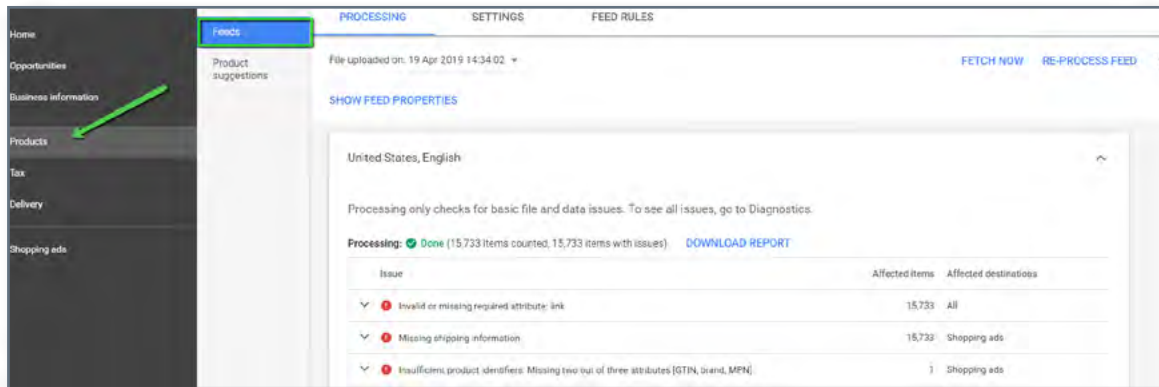 PROCESSING SETTINGS FEED RULES
Home
Feeds
Opportunities
Product
suggestions
File uploaded on: 19 Apr 2019 14:34:02
FETCH NOW RE-PROCESS FEED
Business information
SHOW FEED PROPERTIES
Products
Tax
Delivery
Shopping ads
United States, English
Processing only checks for basic file and data issues. To see all issues, go to Diagnostics.
Processing: Done (15,733 items counted, 15,733 items with issues) DOWNLOAD REPORT
Issue Affected items Affected destinations
Invalid or missing required attribute: link 15,733 All
Missing shipping information 15,733 Shopping ads
Insufficient product identifiers: Missing two out of three attributes [GTIN, brand, MPN] 1 Shopping ads